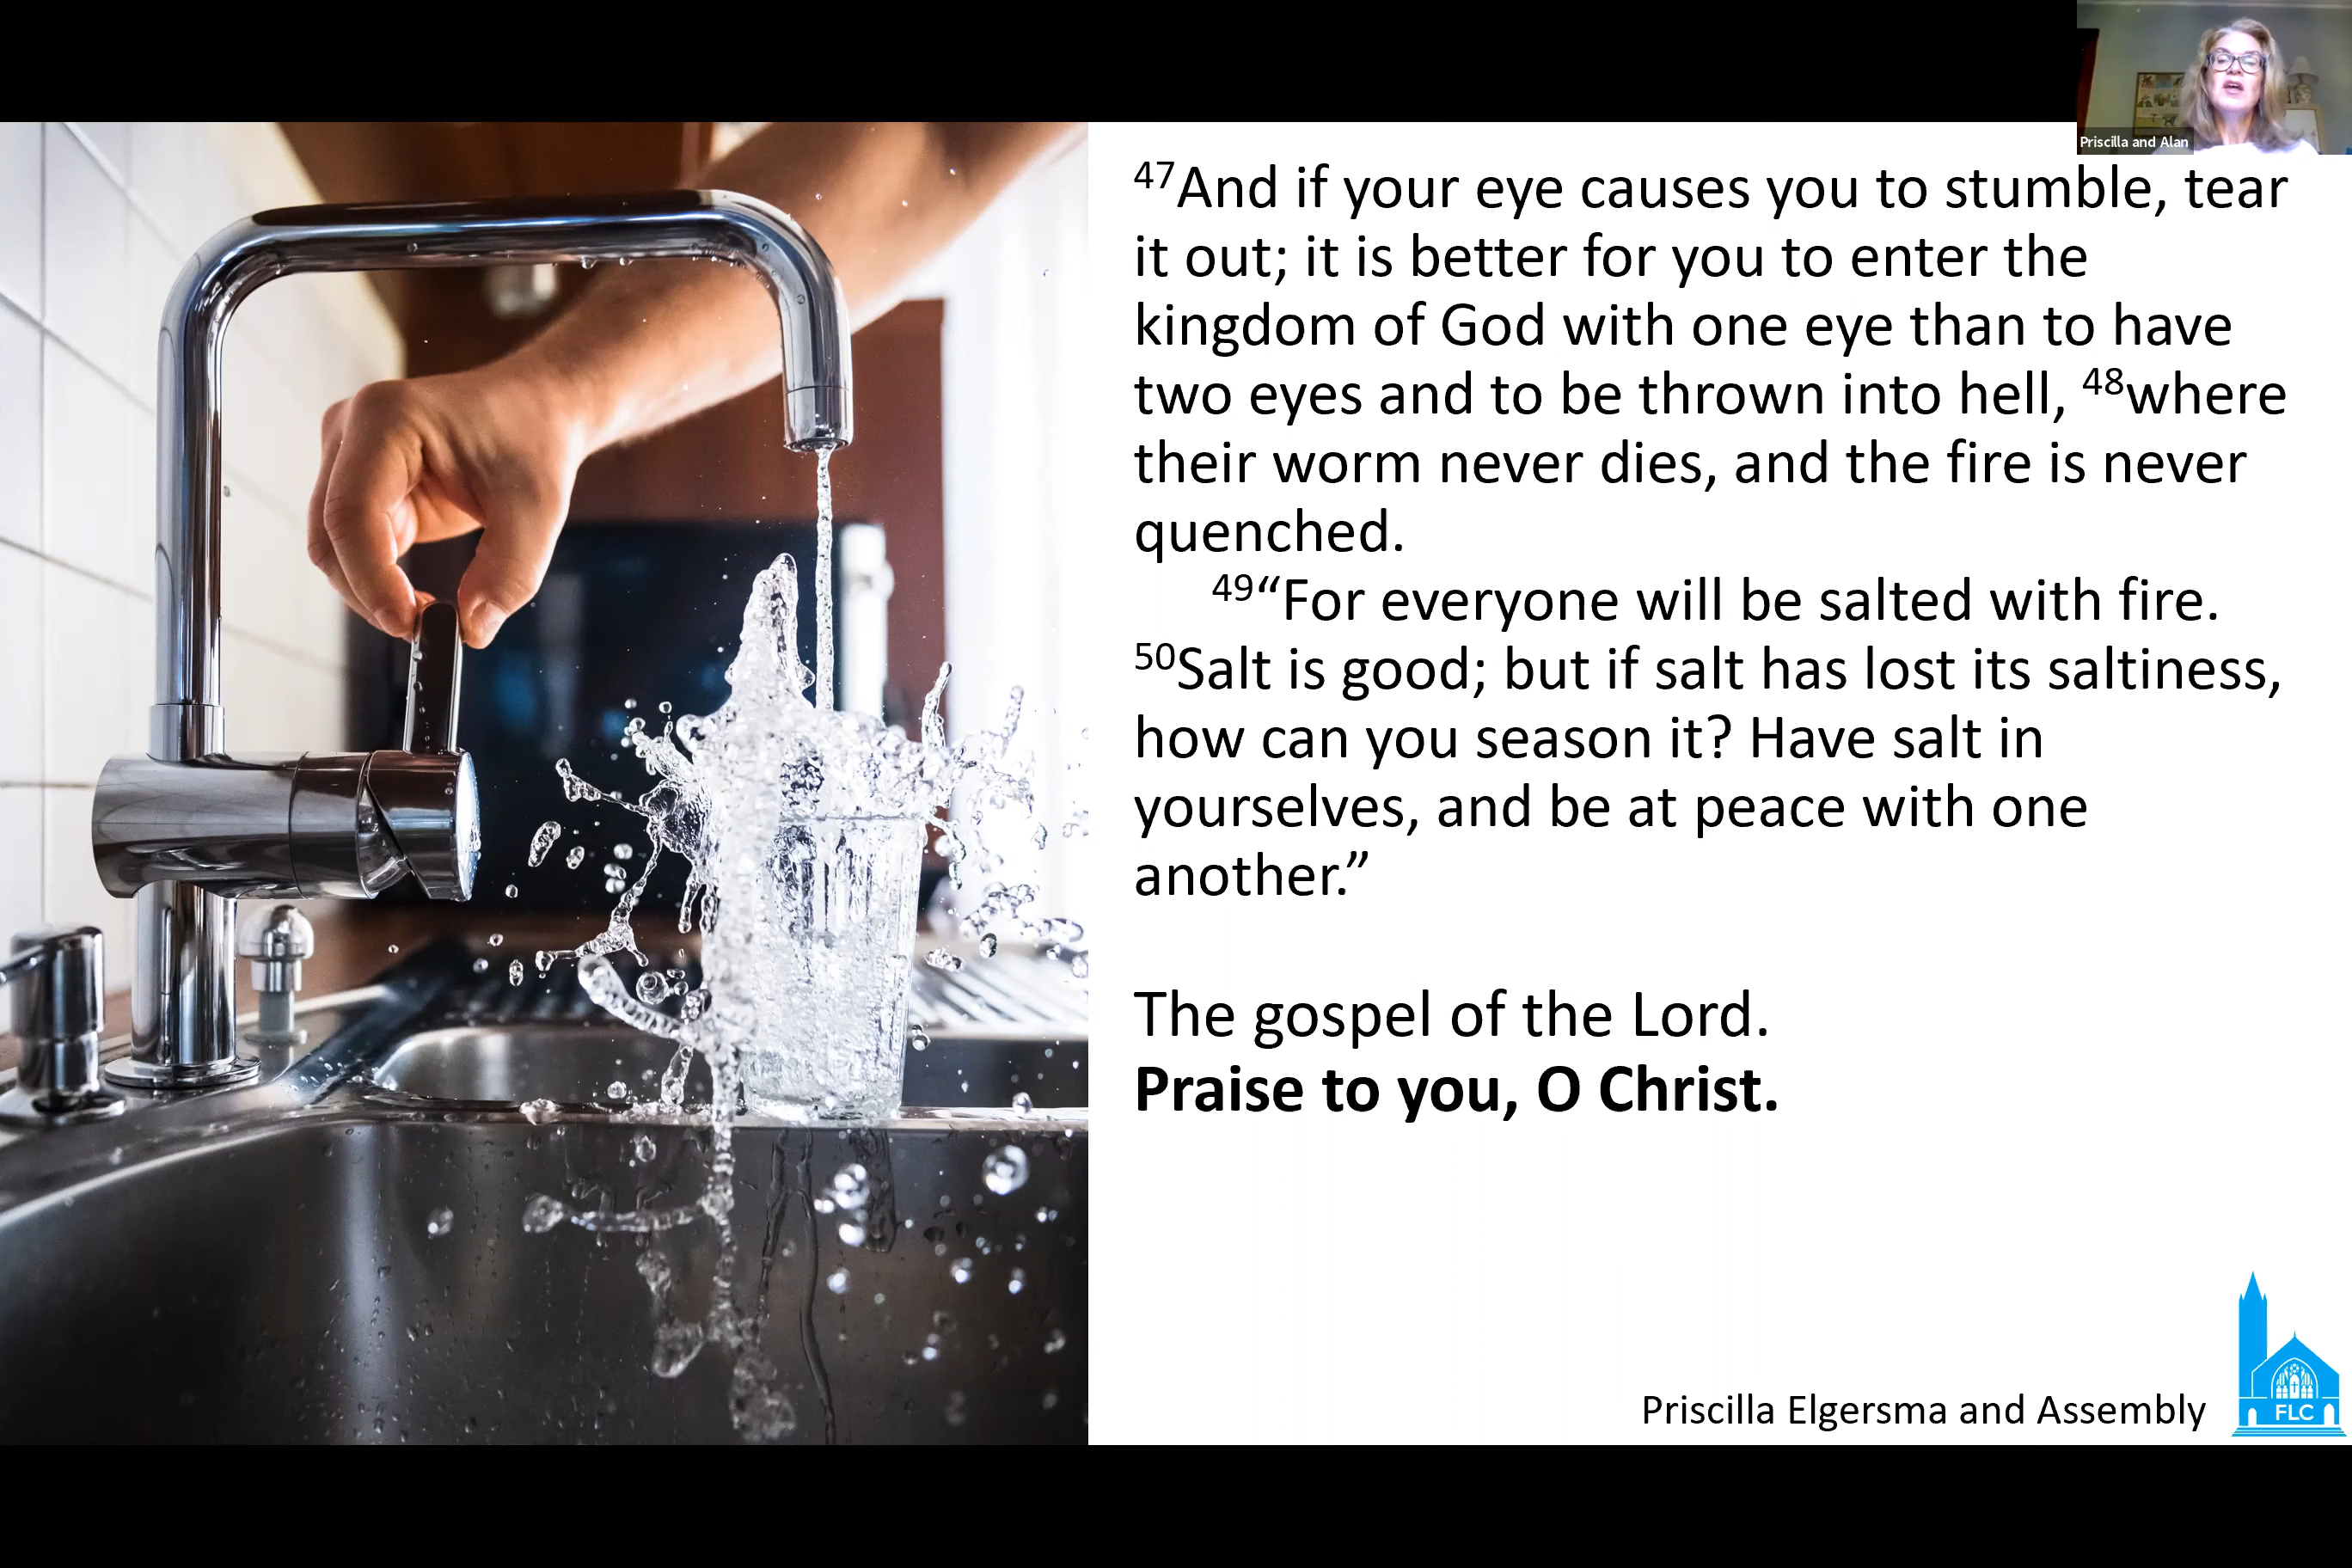 Priscilla and Alan
47And if your eye causes you to stumble, tear
it out; it is better for you to enter the
kingdom of God with one eye than to have
two eyes and to be thrown into hell, 48where
their worm never dies, and the fire is never
quenched.
49“For everyone will be salted with fire.
50Salt is good; but if salt has lost its saltiness,
how can you season it? Have salt in
yourselves, and be at peace with one
another.”
The gospel of the Lord.
Praise to you, O Christ.
Priscilla Elgersma and Assembly
FLC